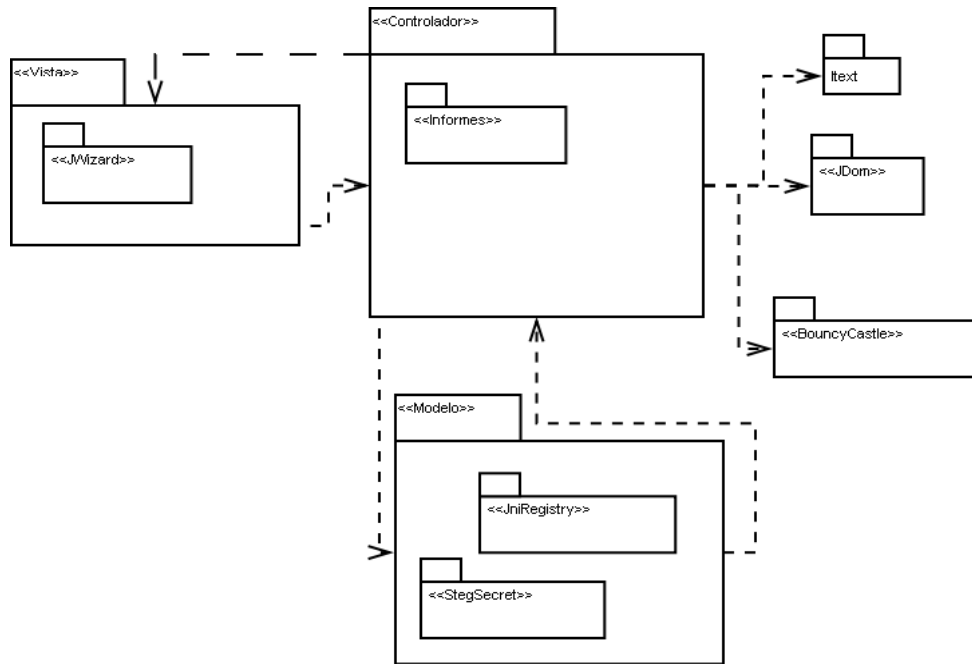 <<Controlador>>
<<Vista>>
Itext
<<Informes>>
<<JWizard>>
<<JDom>>
<<BouncyCastle>>
<<Modelo>>
<<JniRegistry>>
<<StegSecret>>